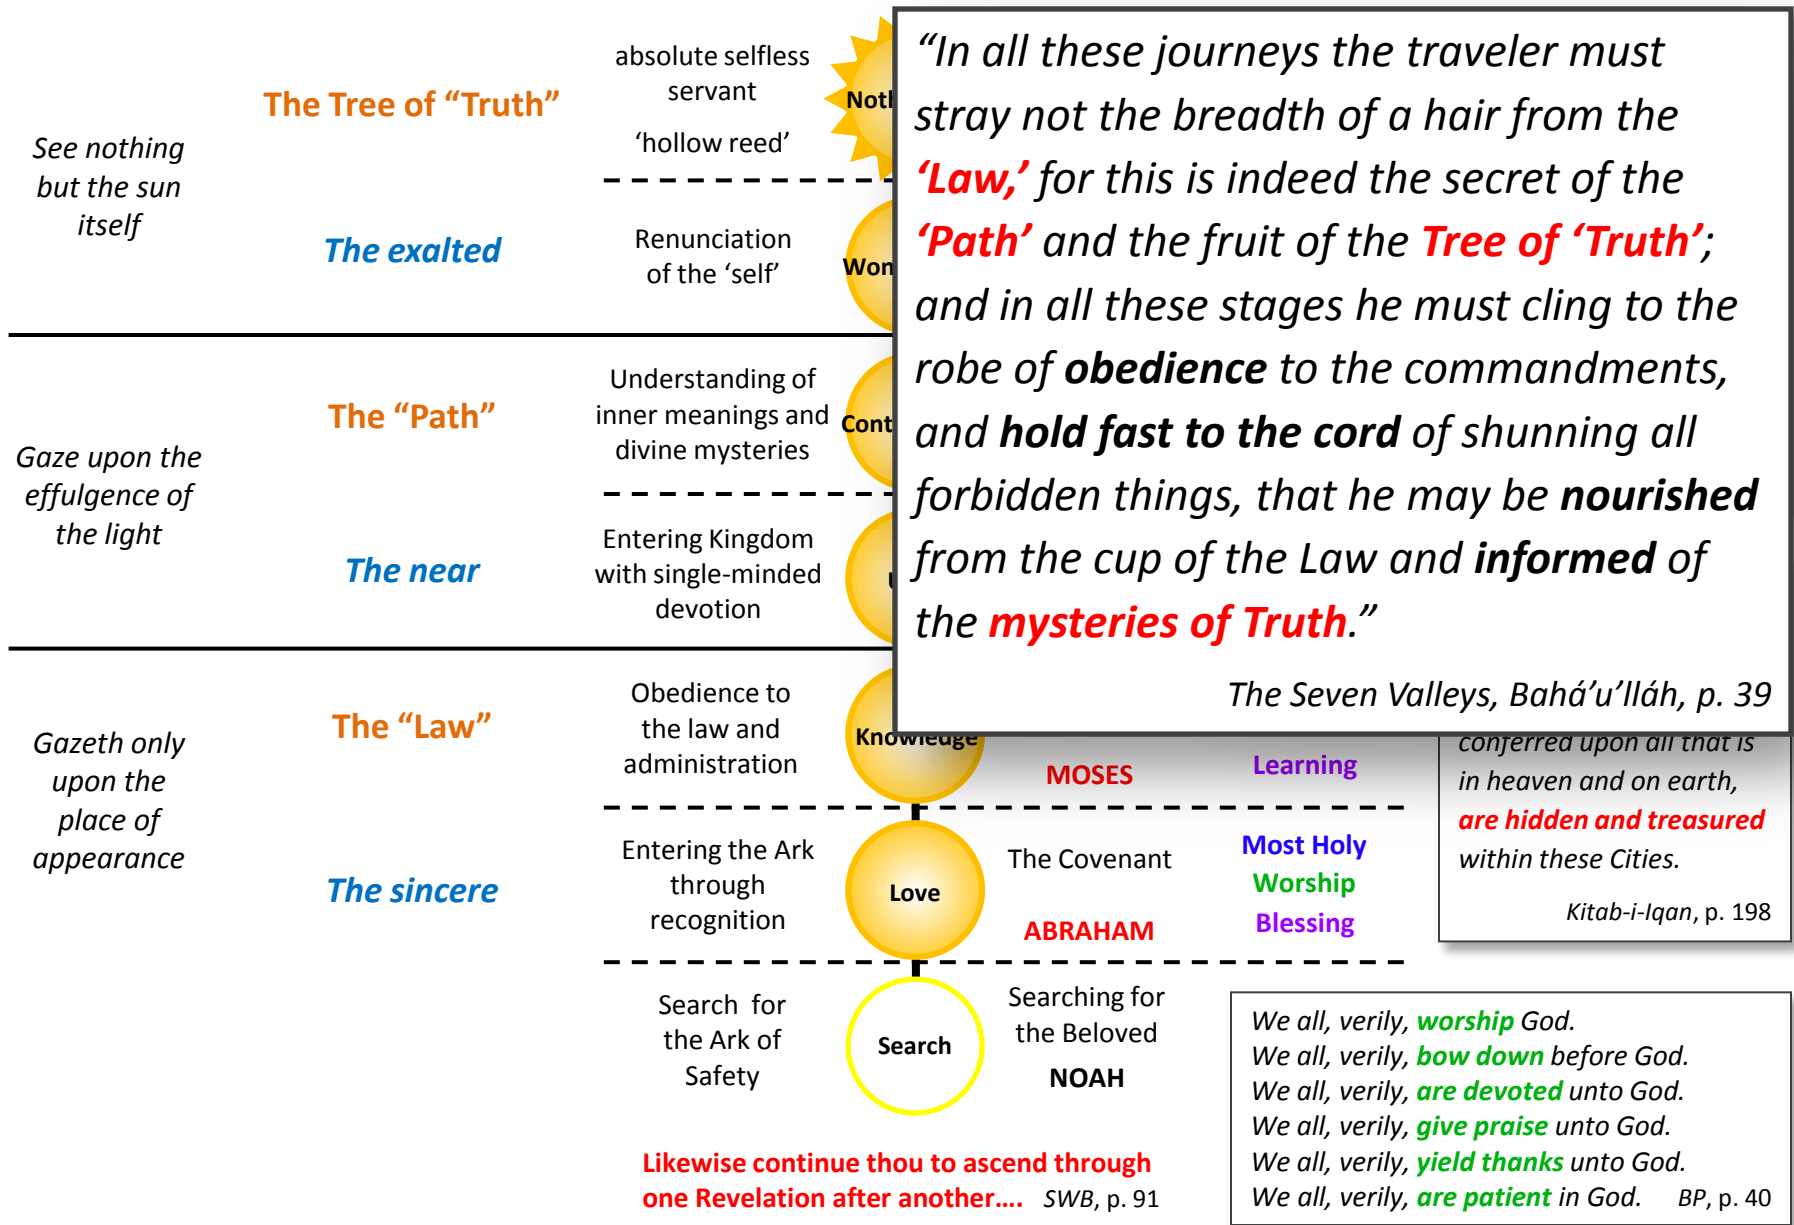 See nothing
but the sun
itself
The Tree of “Truth”
The exalted
absolute selfless
servant
‘hollow reed’
Renunciation
of the ‘self’
“In all these journeys the traveler must
stray not the breadth of a hair from the
‘Law,’ for this is indeed the secret of the
‘Path’ and the fruit of the Tree of ‘Truth’;
and in all these stages he must cling to the
robe of obedience to the commandments,
and hold fast to the cord of shunning all
forbidden things, that he may be nourished
from the cup of the Law and informed of
the mysteries of Truth.”
The Seven Valleys, Bahá’u’lláh, p. 39
Gaze upon the
effulgence of
the light
The “Path”
The near
Understanding of
inner meanings and
divine mysteries
Entering Kingdom
with single-minded
devotion
Gazeth only
upon the
place of
appearance
The “Law”
The sincere
Obedience to
the law and
administration
Knowledge
MOSES
Learning
conferred upon all that is
in heaven and on earth,
are hidden and treasured
within these Cities.
Kitab-i-Iqan, p. 198
Entering the Ark
through
recognition
Love
The Covenant
ABRAHAM
Most Holy
Worship
Blessing
Search for
the Ark of
Safety
Search
Searching for
the Beloved
NOAH
We all, verily, worship God.
We all, verily, bow down before God.
We all, verily, are devoted unto God.
We all, verily, give praise unto God.
We all, verily, yield thanks unto God.
We all, verily, are patient in God. BP, p. 40
Likewise continue thou to ascend through
one Revelation after another.... SWB, p. 91